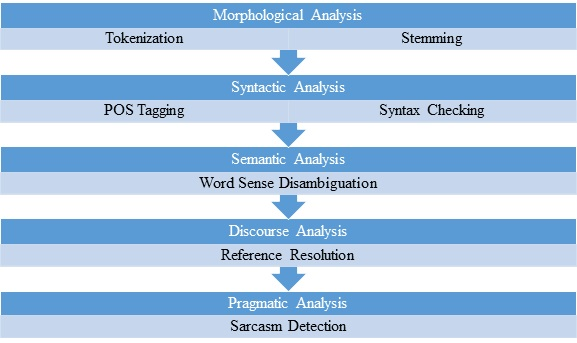 Morphological Analysis
Tokenization Stemming
Syntactic Analysis
POS Tagging Syntax Checking
Semantic Analysis
Word Sense Disambiguation
Discourse Analysis
Reference Resolution
Pragmatic Analysis
Sarcasm Detection